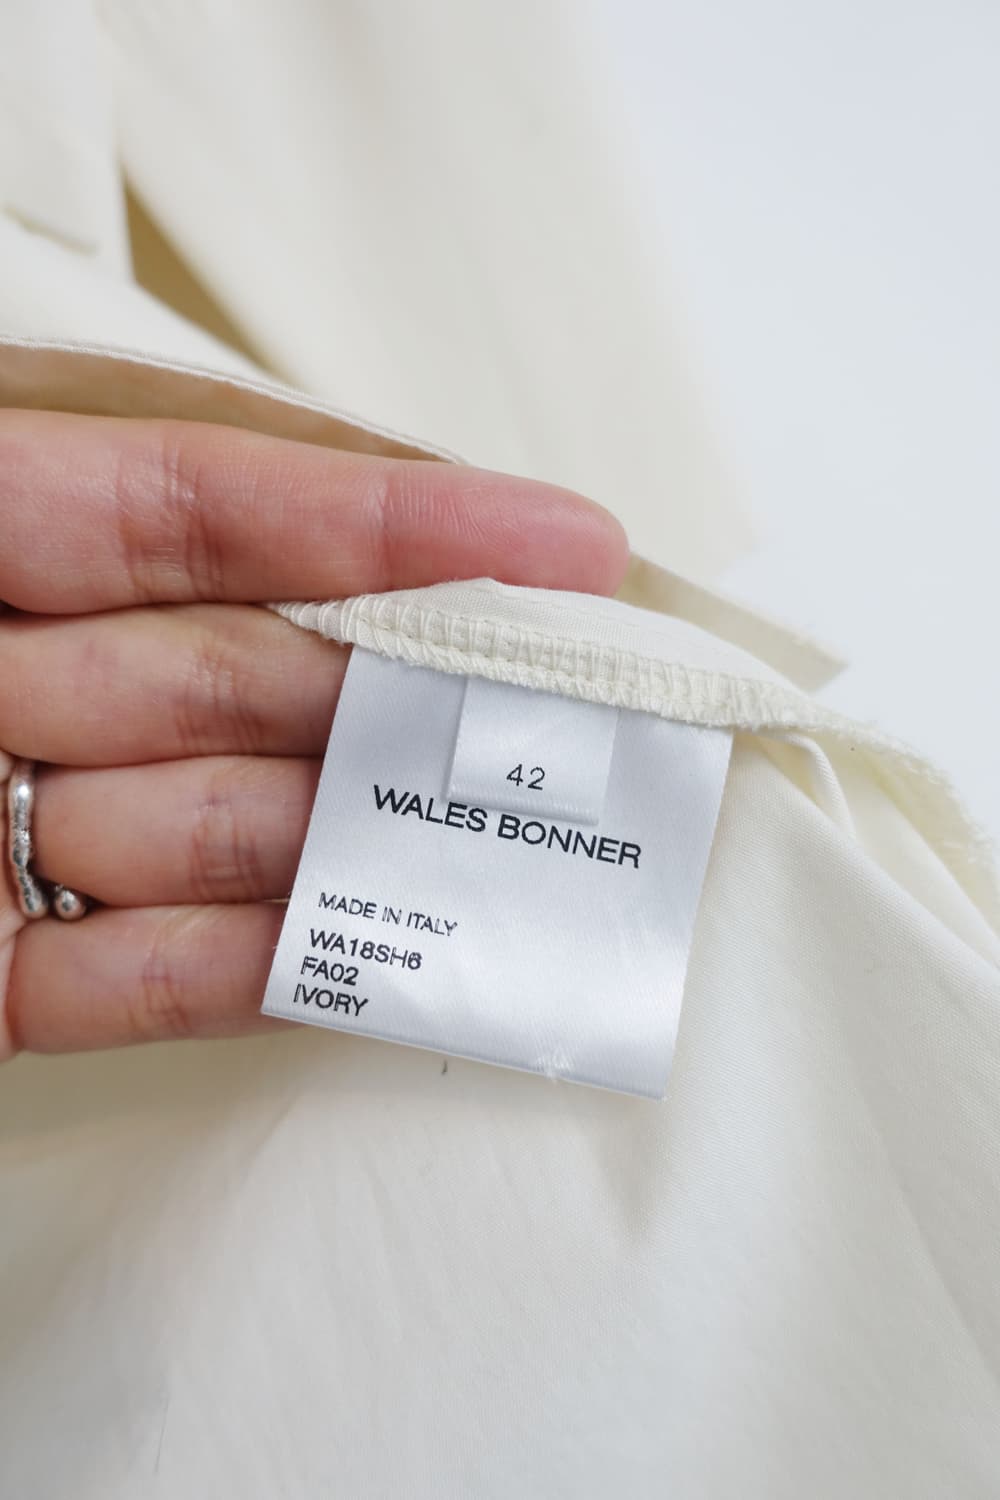 42
WALES BONNER
MADE IN ITALY
WA18SH6
FA02
IVORY